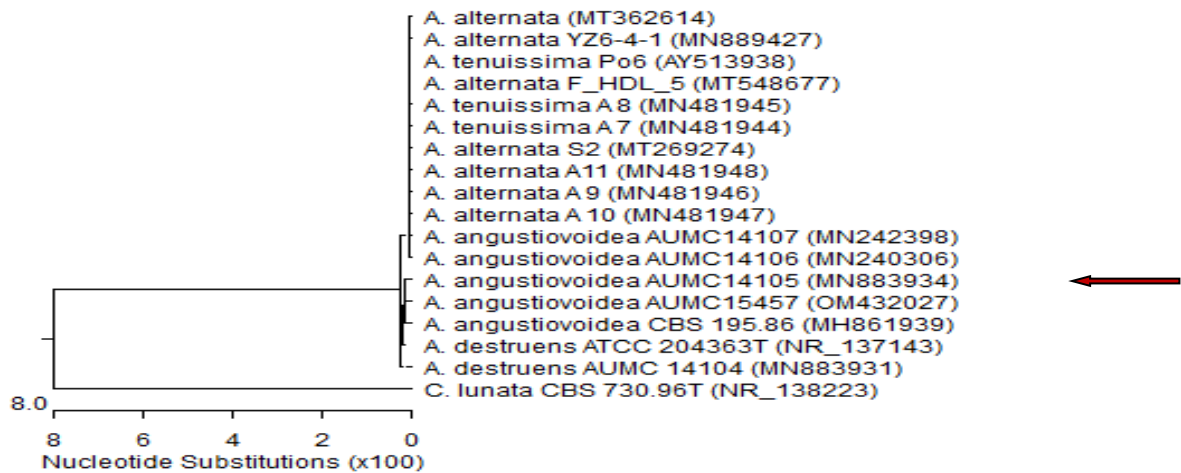 A. alternata (MT362614)
A. alternata YZ6-4-1 (MN889427)
A. tenuissima Po6 (AY513938)
A. alternata F_HDL_5 (MT548677)
A. tenuissima A 8 (MN481945)
A. tenuissima A 7 (MN481944)
A. alternata S2 (MT269274)
A. alternata A11 (MN481948)
A. alternata A 9 (MN481946)
A. alternata A 10 (MN481947)
A. angustiovoidea AUMC14107 (MN242398)
A. angustiovoidea AUMC14106 (MN240306)
A. angustiovoidea AUMC14105 (MN883934)
A. angustiovoidea AUMC15457 (OM432027)
A. angustiovoidea CBS 195.86 (MH861939)
A. destruens ATCC 204363T (NR_137143)
A. destruens AUMC 14104 (MN883931)
C. lunata CBS 730.96T (NR_138223)
8.0
8 6 4 2 0
Nucleotide Substitutions (x100)